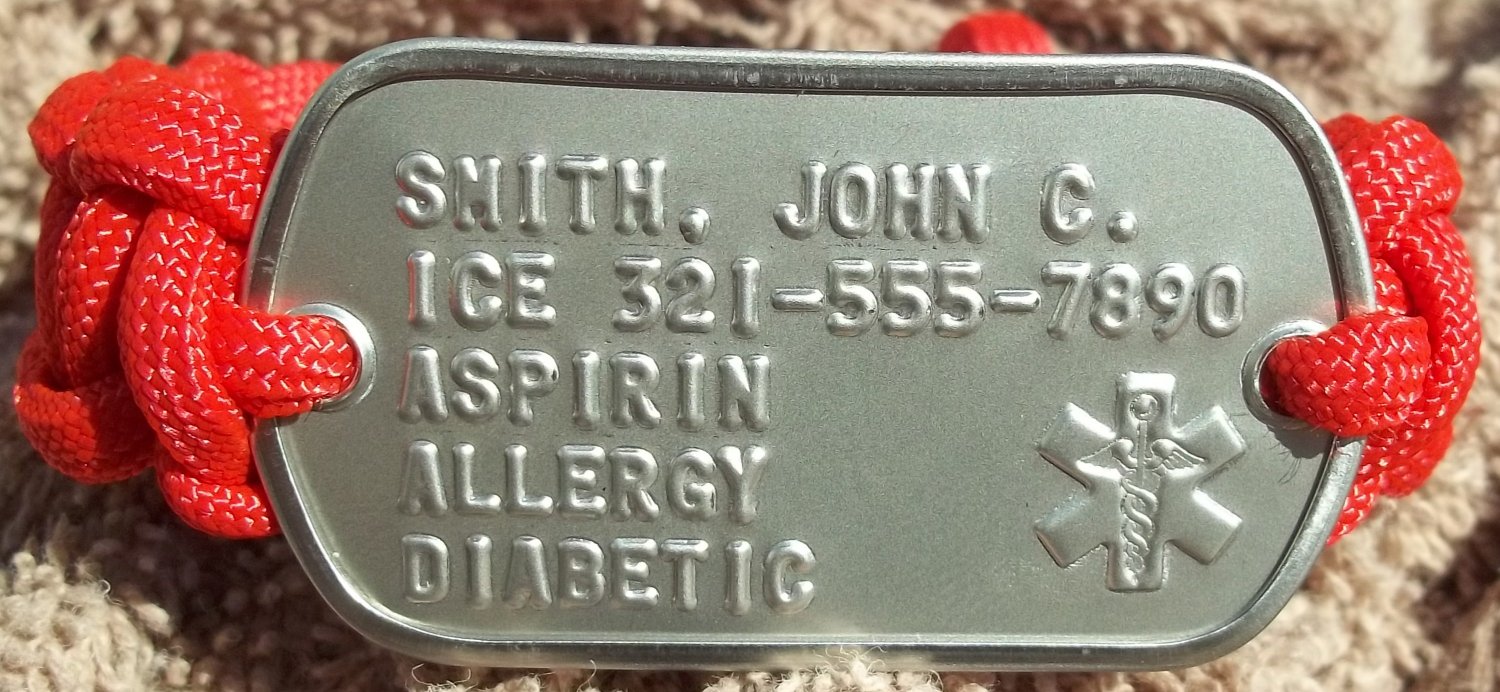 SMITH, JOHN C.
ICE 321-555-7890
ASPIRIN
ALLERGY
DIABETIC